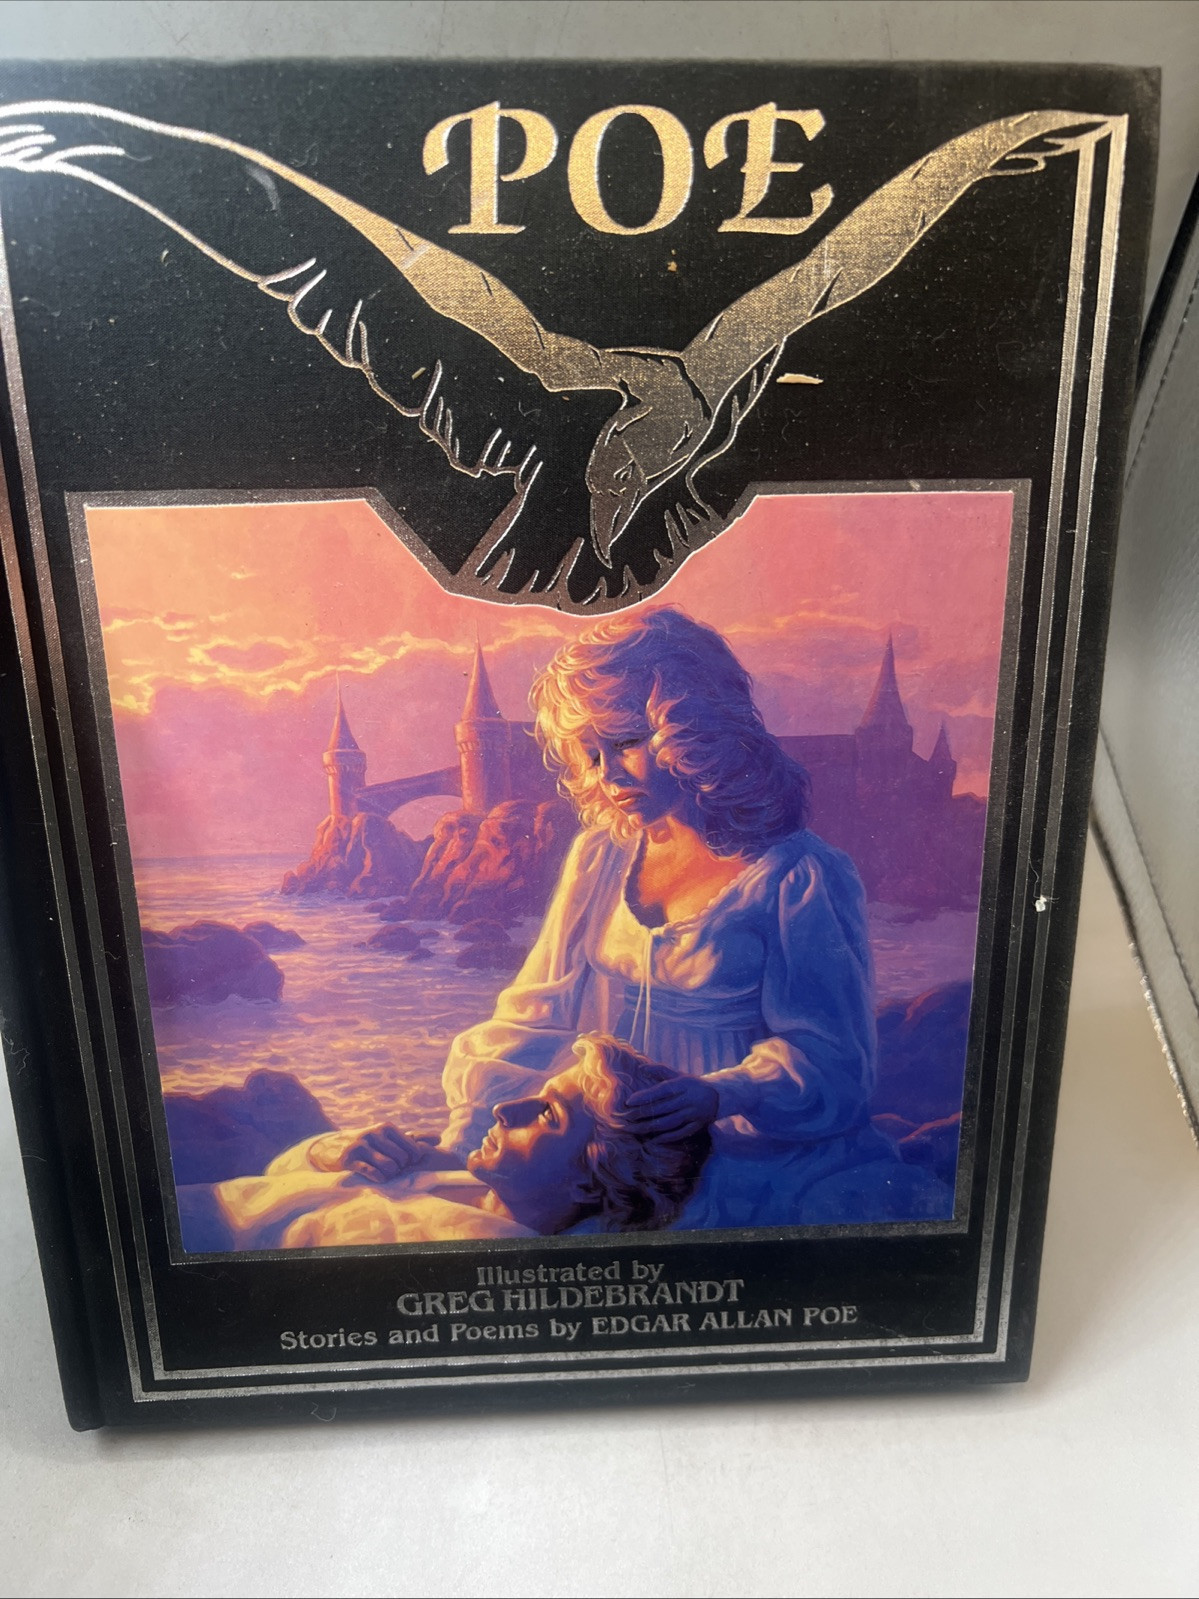 POE
Illustrated by
GREG HILDEBRANDT
Stories and Poems by EDGAR ALLAN POE